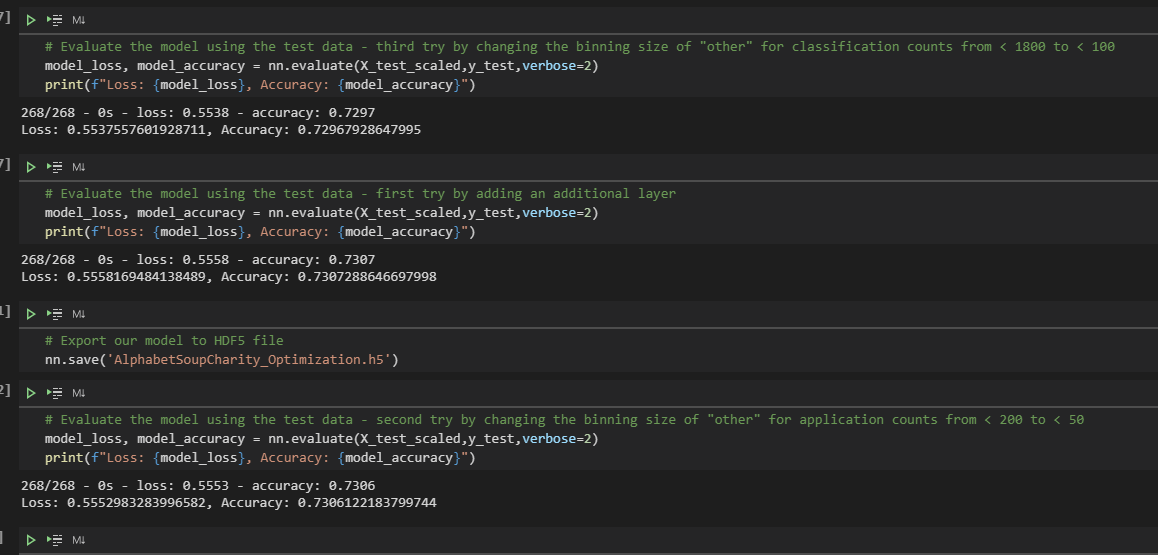 7]
M↓
# Evaluate the model using the test data - third try by changing the binning size of "other" for classification counts from < 1800 to < 100
model_loss, model_accuracy = nn.evaluate(X_test_scaled,y_test,verbose=2)
print(f"Loss: {model_loss}, Accuracy: {model_accuracy}")
268/268 - 0s - loss: 0.5538 - accuracy: 0.7297
Loss: 0.5537557601928711, Accuracy: 0.72967928647995
7]
M↓
# Evaluate the model using the test data - first try by adding an additional layer
model_loss, model_accuracy = nn.evaluate(X_test_scaled,y_test,verbose=2)
print(f"Loss: {model_loss}, Accuracy: {model_accuracy}")
268/268 - 0s - loss: 0.5558 - accuracy: 0.7307
Loss: 0.5558169484138489, Accuracy: 0.7307288646697998
1]
M↓
# Export our model to HDF5 file
nn.save('AlphabetSoupCharity_Optimization.h5')
2]
M↓
# Evaluate the model using the test data - second try by changing the binning size of "other" for application counts from < 200 to < 50
model_loss, model_accuracy = nn.evaluate(X_test_scaled,y_test,verbose=2)
print(f"Loss: {model_loss}, Accuracy: {model_accuracy}")
268/268 - 0s - loss: 0.5553 - accuracy: 0.7306
Loss: 0.5552983283996582, Accuracy: 0.7306122183799744
]
M↓